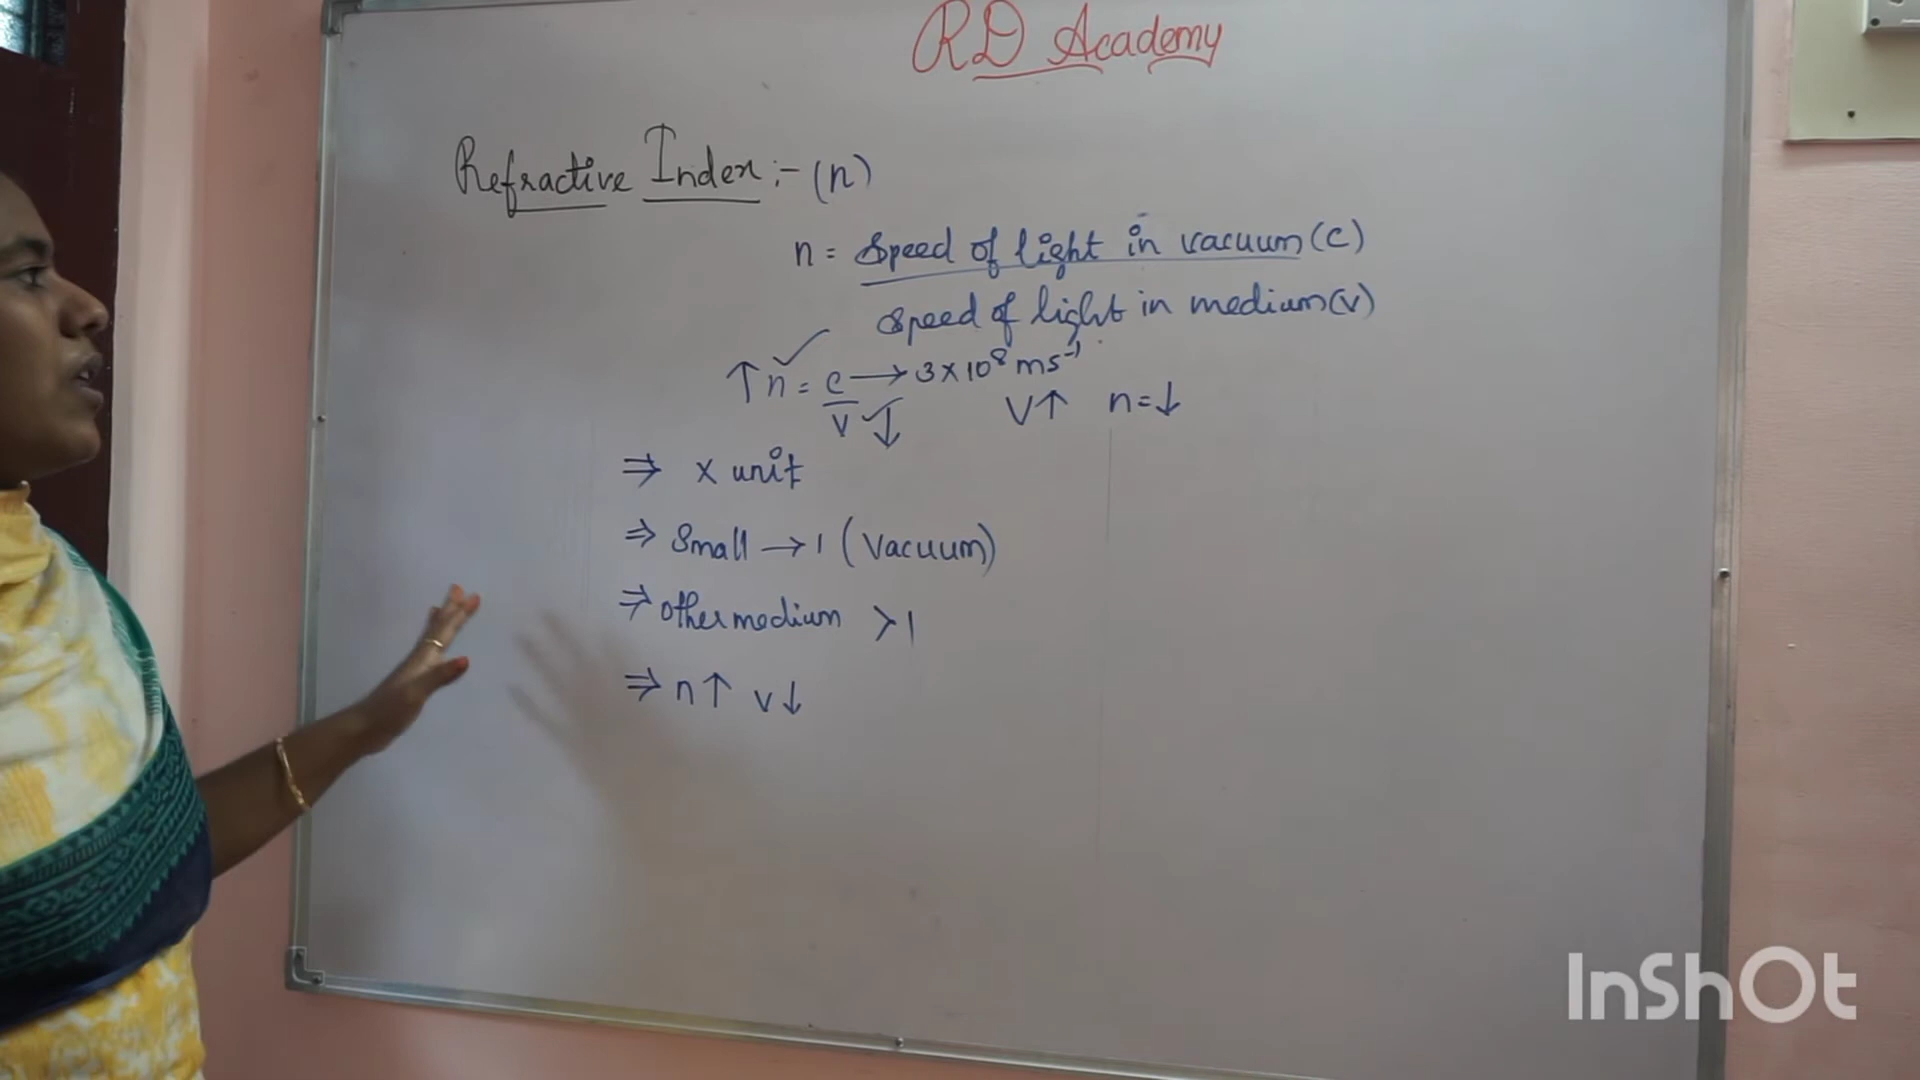 RD Academy
Refractive Index :- (n)
n = Speed of light in vacuum (c)
Speed of light in medium (v)
↑ n = c → 3 × 10⁸ ms⁻¹
v ↓ V↑ n = ↓
⇒ x unit
⇒ Small → 1 (Vacuum)
⇒ other medium > 1
⇒ n↑ v↓
InShOt